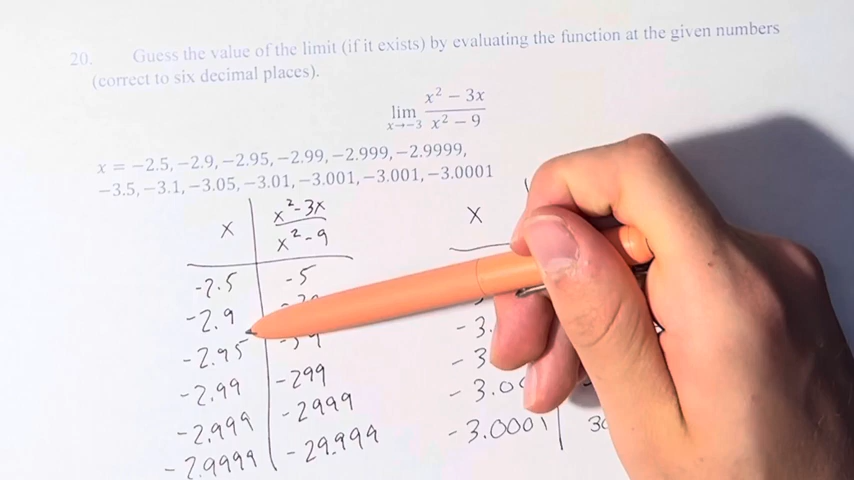 20. Guess the value of the limit (if it exists) by evaluating the function at the given numbers
(correct to six decimal places).
lim x→−3 x² − 3x / x² − 9
x = −2.5, −2.9, −2.95, −2.99, −2.999, −2.9999,
−3.5, −3.1, −3.05, −3.01, −3.001, −3.001, −3.0001
x | x²-3x / x²-9 x
-2.5 -5
-2.9
-2.95
-2.99 -299
-2.999 -2999
-2.9999 -29.999 -3.0001